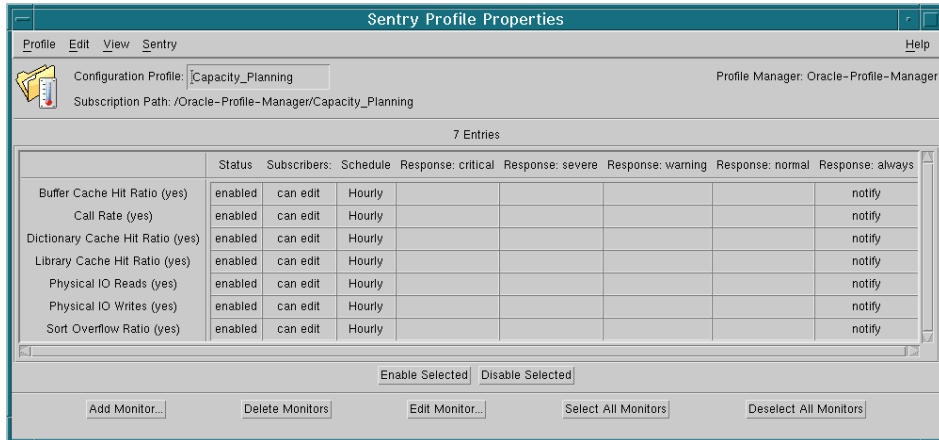 Sentry Profile Properties
Profile Edit View Sentry Help
Configuration Profile: Capacity_Planning Profile Manager: Oracle-Profile-Manager
Subscription Path: /Oracle-Profile-Manager/Capacity_Planning
7 Entries
Status Subscribers: Schedule Response: critical Response: severe Response: warning Response: normal Response: always
Buffer Cache Hit Ratio (yes) enabled can edit Hourly notify
Call Rate (yes) enabled can edit Hourly notify
Dictionary Cache Hit Ratio (yes) enabled can edit Hourly notify
Library Cache Hit Ratio (yes) enabled can edit Hourly notify
Physical IO Reads (yes) enabled can edit Hourly notify
Physical IO Writes (yes) enabled can edit Hourly notify
Sort Overflow Ratio (yes) enabled can edit Hourly notify
Enable Selected Disable Selected
Add Monitor... Delete Monitors Edit Monitor... Select All Monitors Deselect All Monitors